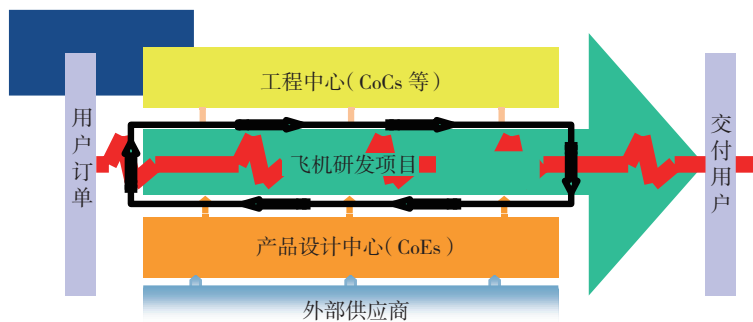 用户订单
工程中心(CoCs 等)
飞机研发项目
产品设计中心(CoEs)
外部供应商
交付用户